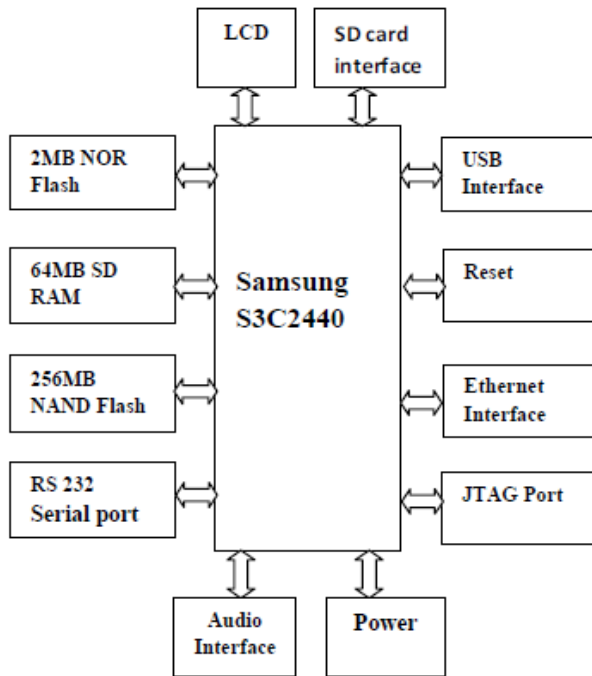 LCD
SD card
interface
2MB NOR
Flash
USB
Interface
64MB SD
RAM
Samsung
S3C2440
Reset
256MB
NAND Flash
Ethernet
Interface
RS 232
Serial port
JTAG Port
Audio
Interface
Power